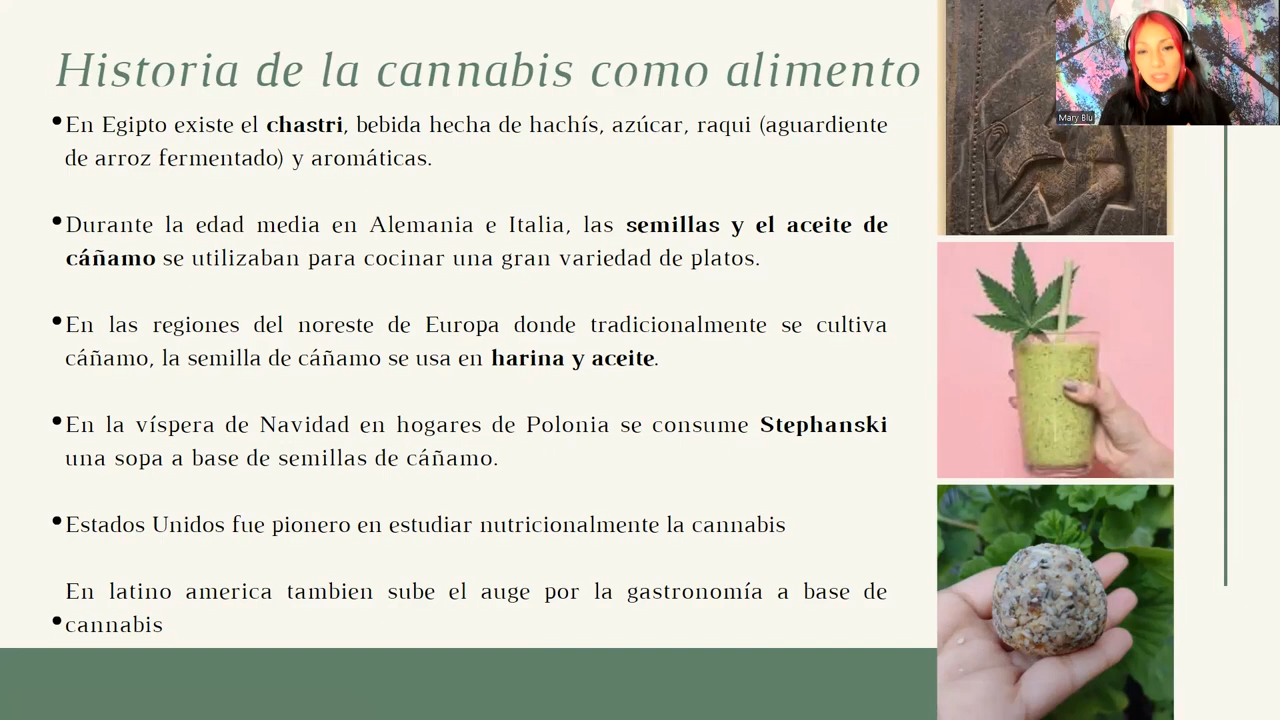 Historia de la cannabis como alimento
•En Egipto existe el chastri, bebida hecha de hachís, azúcar, raqui (aguardiente
de arroz fermentado) y aromáticas.
•Durante la edad media en Alemania e Italia, las semillas y el aceite de
cáñamo se utilizaban para cocinar una gran variedad de platos.
•En las regiones del noreste de Europa donde tradicionalmente se cultiva
cáñamo, la semilla de cáñamo se usa en harina y aceite.
•En la víspera de Navidad en hogares de Polonia se consume Stephanski
una sopa a base de semillas de cáñamo.
•Estados Unidos fue pionero en estudiar nutricionalmente la cannabis
En latino america tambien sube el auge por la gastronomía a base de
•cannabis
Mary Blu